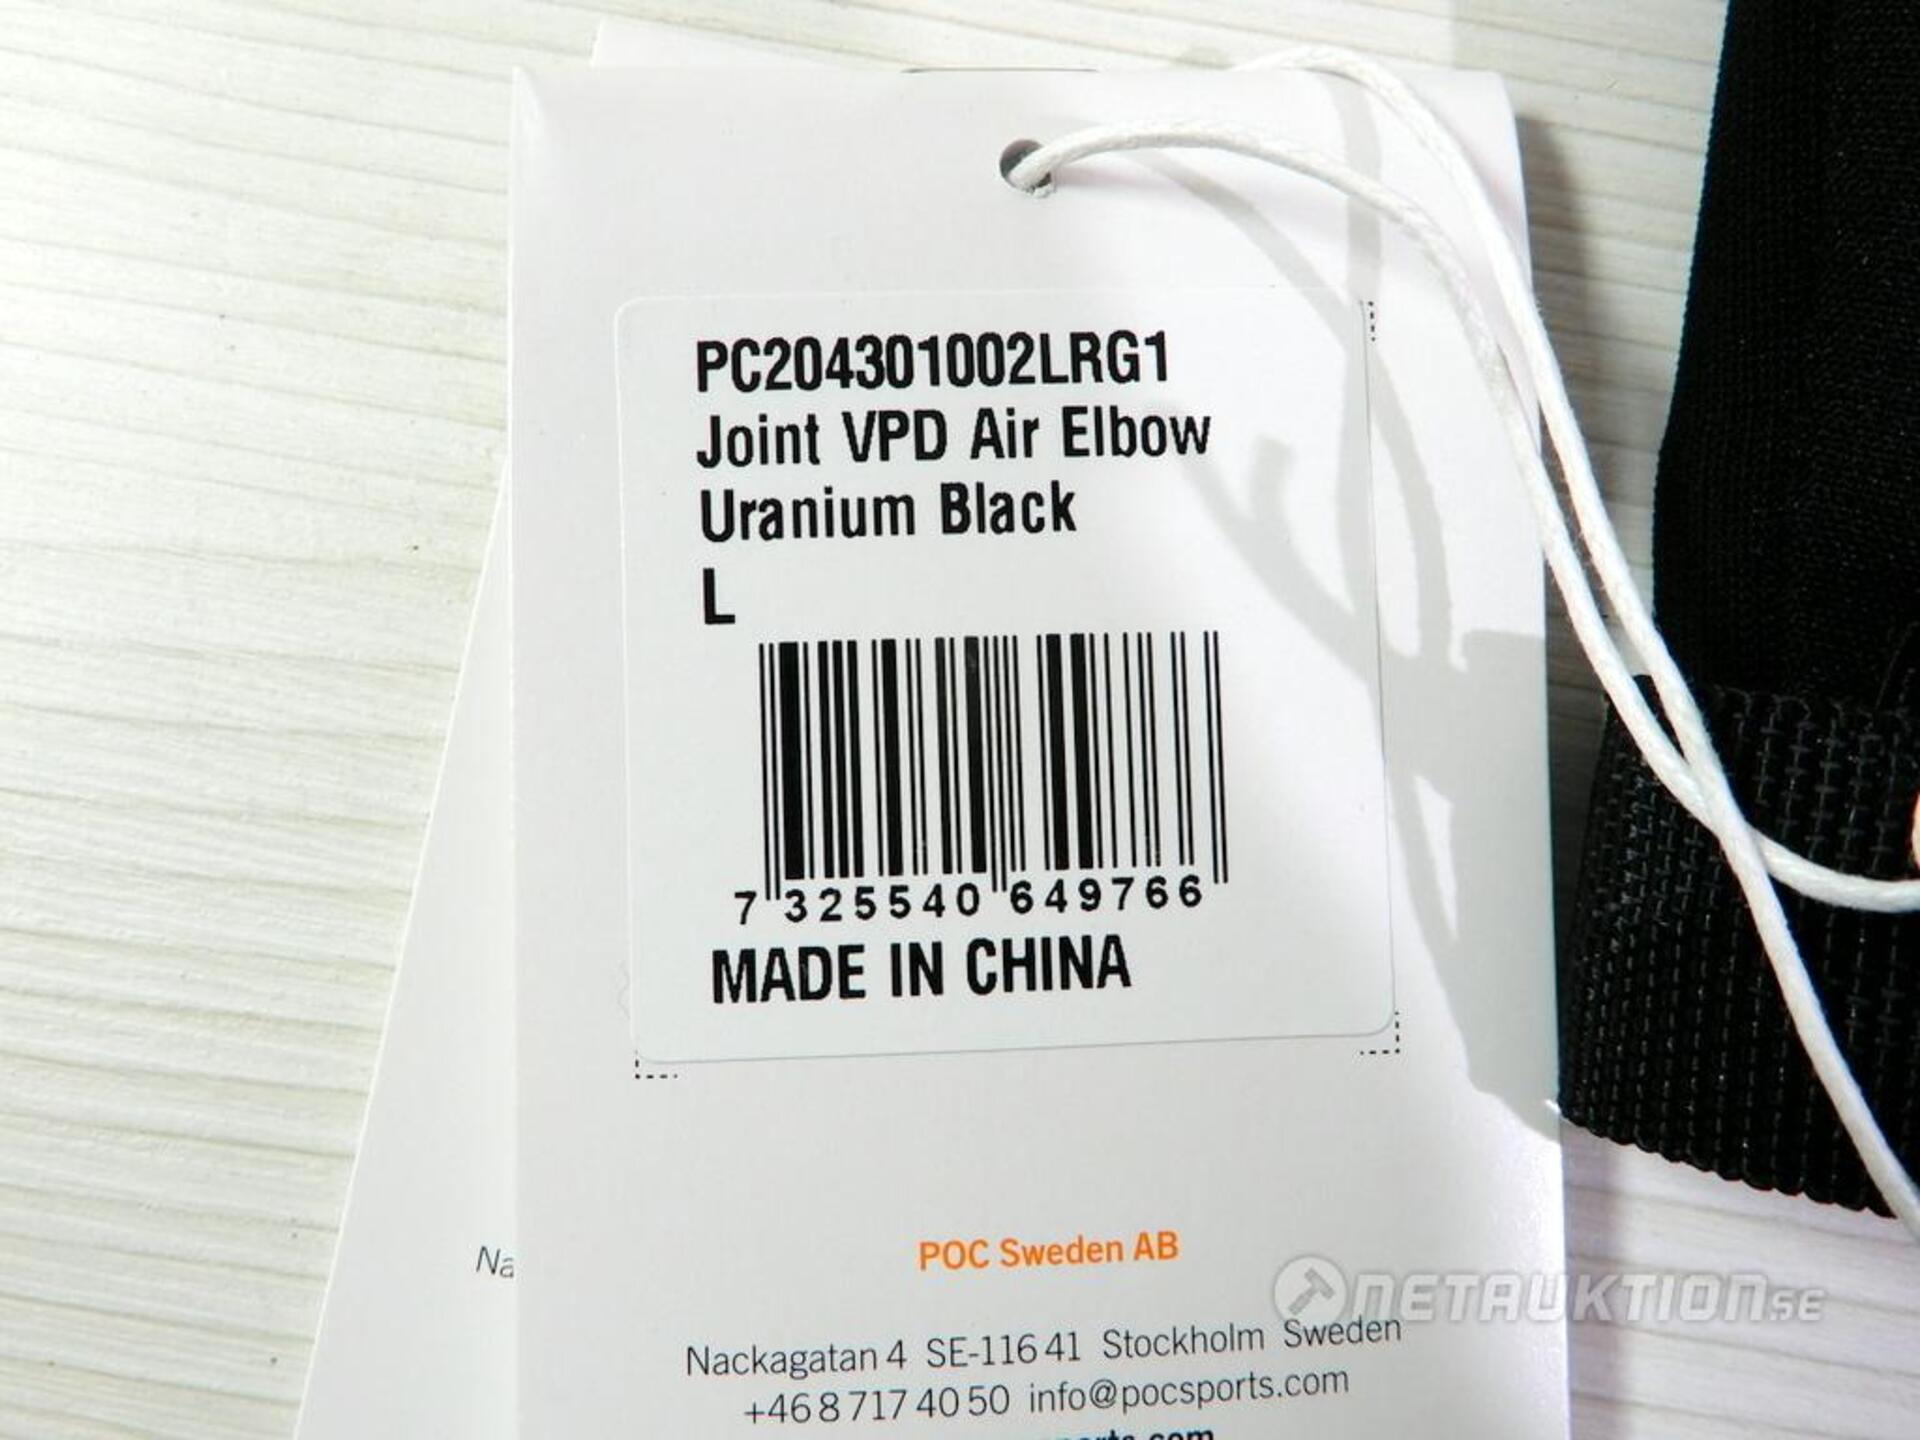 PC204301002LRG1
Joint VPD Air Elbow
Uranium Black
L
7 325540 649766
MADE IN CHINA
POC Sweden AB
NETAUKTION.SE
Nackagatan 4 SE-116 41 Stockholm Sweden
+46 8 717 40 50 info@pocsports.com